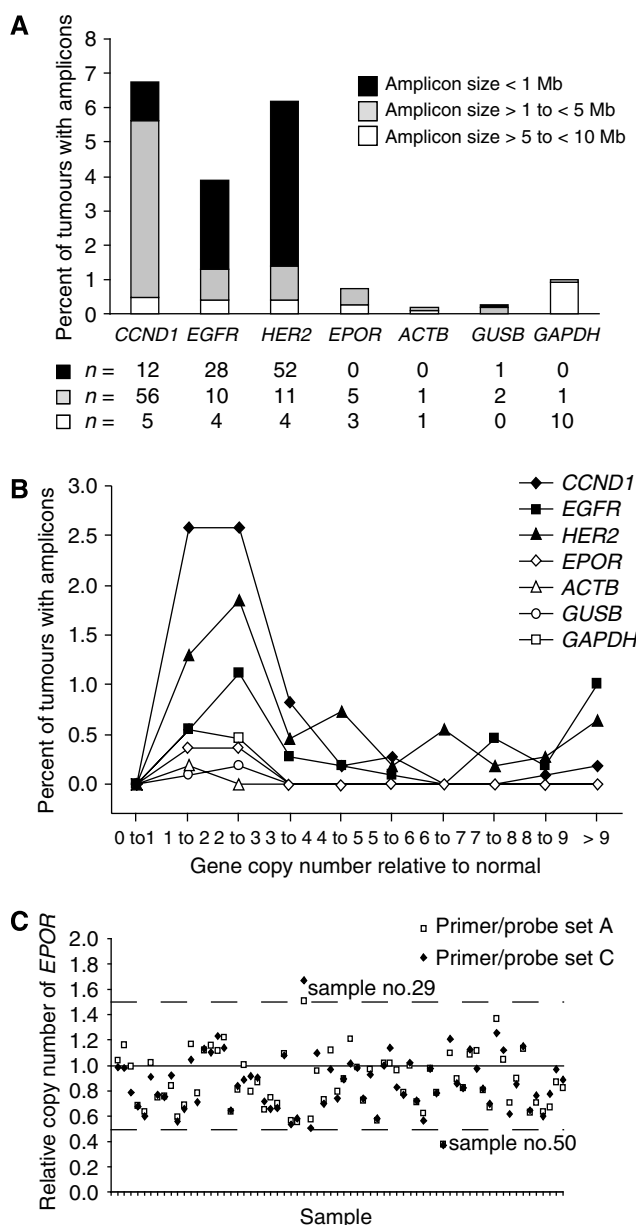 A
Percent of tumours with amplicons
8
7
6
5
4
3
2
1
0
Amplicon size < 1 Mb
Amplicon size > 1 to < 5 Mb
Amplicon size > 5 to < 10 Mb
CCND1 EGFR HER2 EPOR ACTB GUSB GAPDH
n = 12 28 52 0 0 1 0
n = 56 10 11 5 1 2 1
n = 5 4 4 3 1 0 10
B
Percent of tumours with amplicons
3.0
2.5
2.0
1.5
1.0
0.5
0.0
CCND1
EGFR
HER2
EPOR
ACTB
GUSB
GAPDH
0 to1 1 to 2 2 to 3 3 to 4 4 to 5 5 to 6 6 to 7 7 to 8 8 to 9 > 9
Gene copy number relative to normal
C
Relative copy number of EPOR
2.0
1.8
1.6
1.4
1.2
1.0
0.8
0.6
0.4
0.2
0.0
Primer/probe set A
Primer/probe set C
sample no.29
sample no.50
Sample